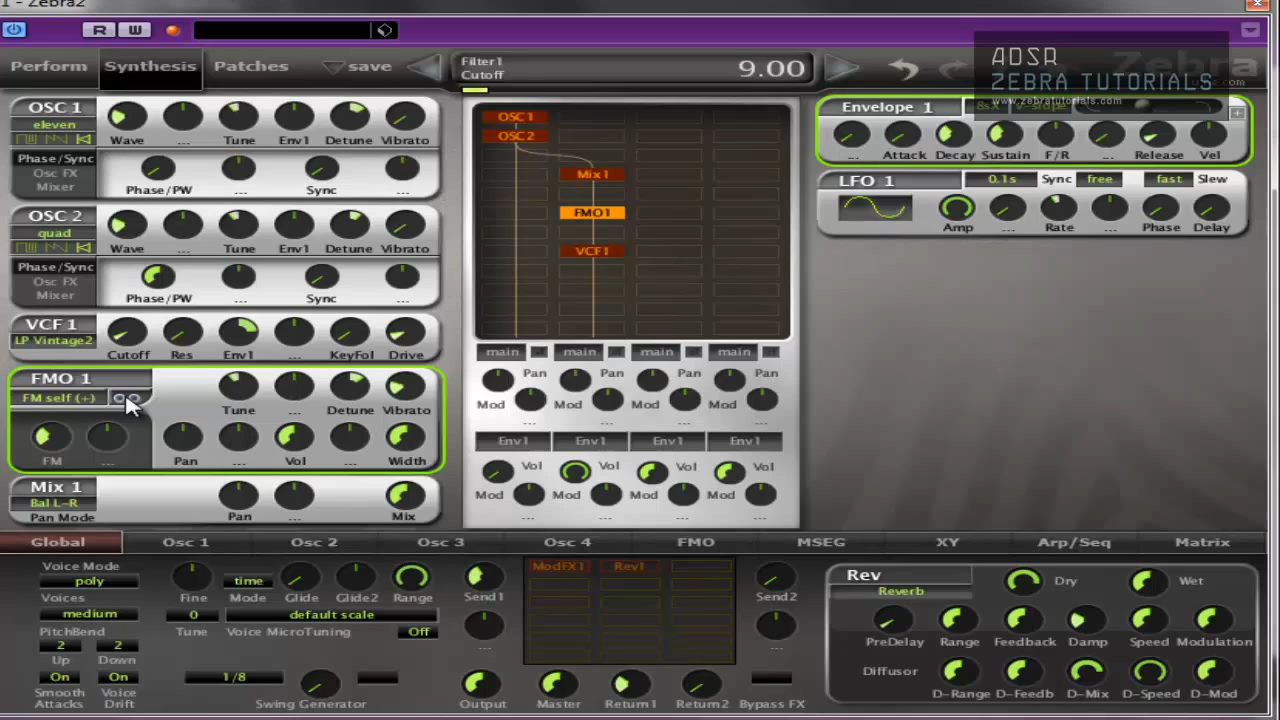 1 - Zebra2
R W
Perform Synthesis Patches save
Filter1
Cutoff 9.00
ADSR
ZEBRA TUTORIALS
www.zebratutorials.com
OSC 1
eleven
Wave ... Tune Env1 Detune Vibrato
Phase/Sync
Osc FX
Mixer
Phase/PW ... Sync ...
OSC 2
quad
Wave ... Tune Env1 Detune Vibrato
Phase/Sync
Osc FX
Mixer
Phase/PW ... Sync ...
VCF 1
LP Vintage2
Cutoff Res Env1 ... KeyFol Drive
FMO 1
FM self (+)
Tune ... Detune Vibrato
FM ... Pan ... Vol ... Width
Mix 1
Bal L-R
Pan Mode
Pan ... Mix
OSC 1
OSC 2
Mix1
FMO1
VCF1
main main main main
Pan Pan Pan Pan
Mod Mod Mod Mod
... ... ... ...
Env1 Env1 Env1 Env1
Vol Vol Vol Vol
Mod Mod Mod Mod
... ... ... ...
Envelope 1
... Attack Decay Sustain F/R ... Release Vel
LFO 1 0.1s Sync free fast Slew
Amp ... Rate ... Phase Delay
Global Osc 1 Osc 2 Osc 3 Osc 4 FMO MSEG XY Arp/Seq Matrix
Voice Mode
poly
Voices
medium
PitchBend
2 2
Up Down
On On
Smooth Attacks
Voice Drift
time
Fine Mode Glide Glide2 Range
0 default scale
Tune Voice MicroTuning Off
1/8
Swing Generator
Send1
...
Output
ModFX1 Rev1
Master Return1 Return2
Send2
...
Bypass FX
Rev
Reverb
Dry Wet
PreDelay Range Feedback Damp Speed Modulation
Diffusor
D-Range D-Feedb D-Mix D-Speed D-Mod